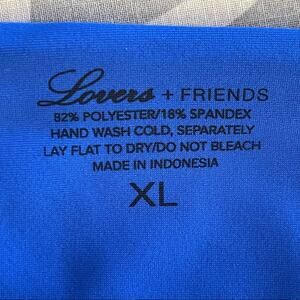 Lovers + FRIENDS
82% POLYESTER/18% SPANDEX
HAND WASH COLD, SEPARATELY
LAY FLAT TO DRY/DO NOT BLEACH
MADE IN INDONESIA
XL